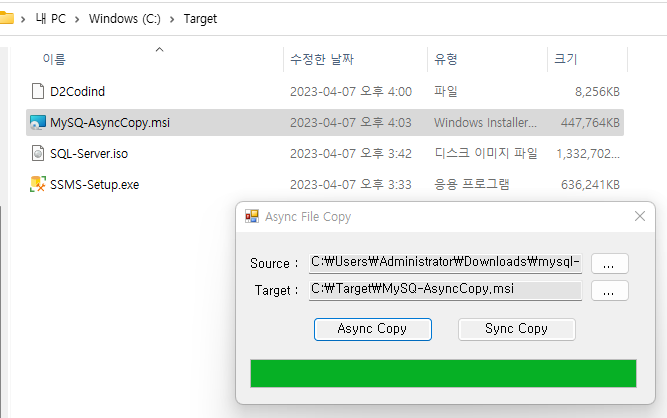 내 PC > Windows (C:) > Target
이름 수정한 날짜 유형 크기
D2Codind 2023-04-07 오후 4:00 파일 8,256KB
MySQ-AsyncCopy.msi 2023-04-07 오후 4:03 Windows Installer... 447,764KB
SQL-Server.iso 2023-04-07 오후 3:42 디스크 이미지 파일 1,332,702...
SSMS-Setup.exe 2023-04-07 오후 3:33 응용 프로그램 636,241KB
Async File Copy
Source : C:₩Users₩Administrator₩Downloads₩mysql- ...
Target : C:₩Target₩MySQ-AsyncCopy.msi ...
Async Copy Sync Copy